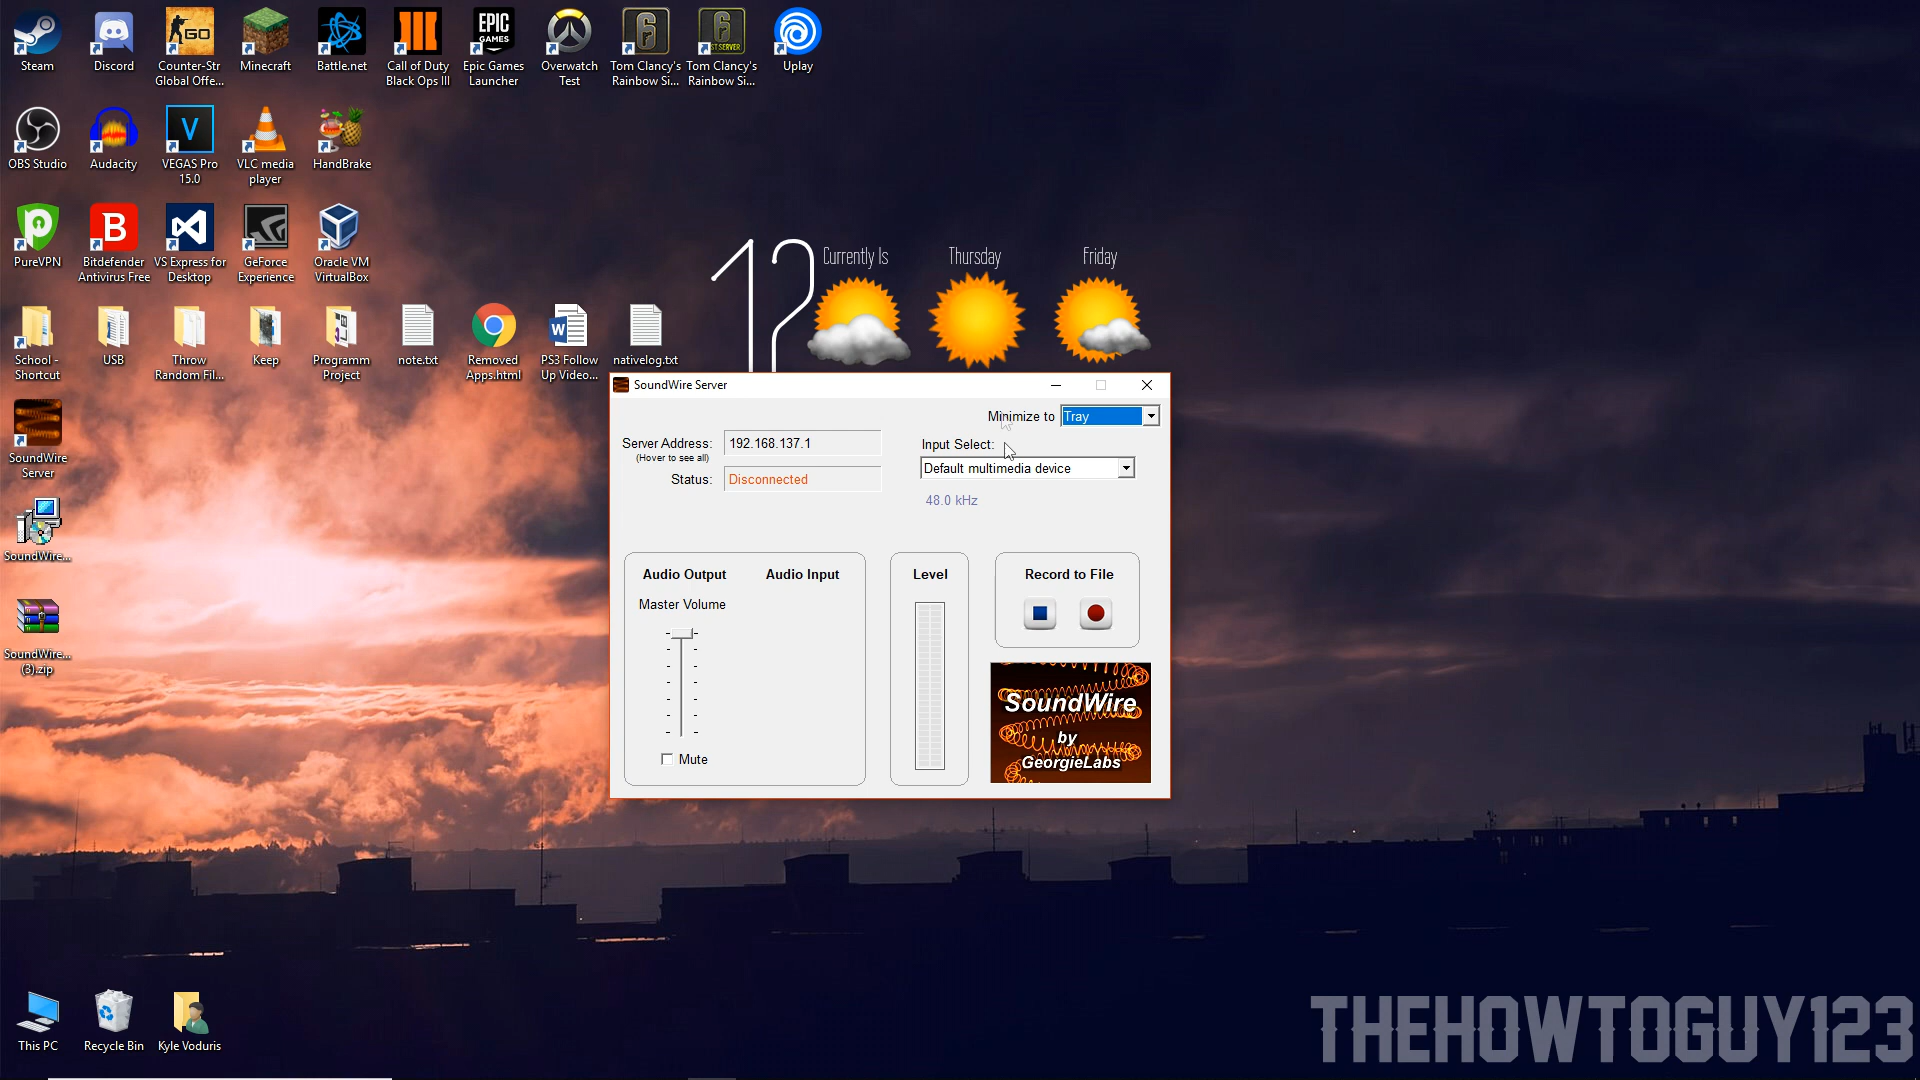 Steam
Discord
Counter-Str
Global Offe...
Minecraft
Battle.net
Call of Duty
Black Ops III
Epic Games
Launcher
Overwatch
Test
Tom Clancy's
Rainbow Si...
Tom Clancy's
Rainbow Si...
Uplay
OBS Studio
Audacity
VEGAS Pro
15.0
VLC media
player
HandBrake
PureVPN
Bitdefender
Antivirus Free
VS Express for
Desktop
GeForce
Experience
Oracle VM
VirtualBox
School -
Shortcut
USB
Throw
Random Fil...
Keep
Programm
Project
note.txt
Removed
Apps.html
PS3 Follow
Up Video...
nativelog.txt
SoundWire
Server
SoundWire...
SoundWire...
(3).zip
12
Currently Is
Thursday
Friday
SoundWire Server
Minimize to
Tray
Server Address:
192.168.137.1
(Hover to see all)
Input Select:
Default multimedia device
Status:
Disconnected
48.0 kHz
Audio Output
Audio Input
Level
Record to File
Master Volume
Mute
SoundWire
by
GeorgieLabs
This PC
Recycle Bin
Kyle Voduris
THEHOWTOGUY123